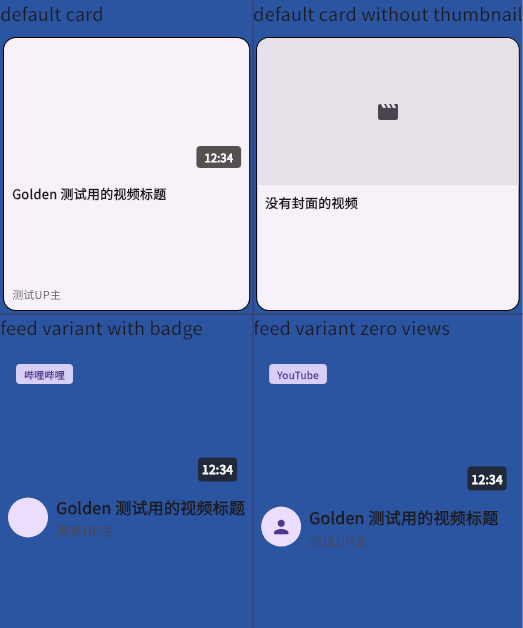 default card
default card without thumbnail
12:34
Golden 测试用的视频标题
没有封面的视频
测试UP主
feed variant with badge
feed variant zero views
哔哩哔哩
YouTube
12:34
12:34
Golden 测试用的视频标题
测试UP主
Golden 测试用的视频标题
测试UP主